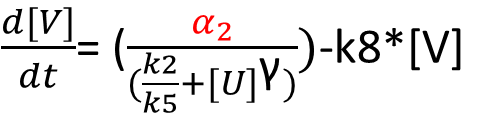 d[V]/dt = (α₂/(k2/k5+[U]^γ))-k8*[V]